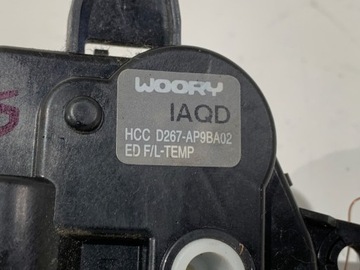 WOORY
IAQD
HCC D267-AP9BA02
ED F/L-TEMP